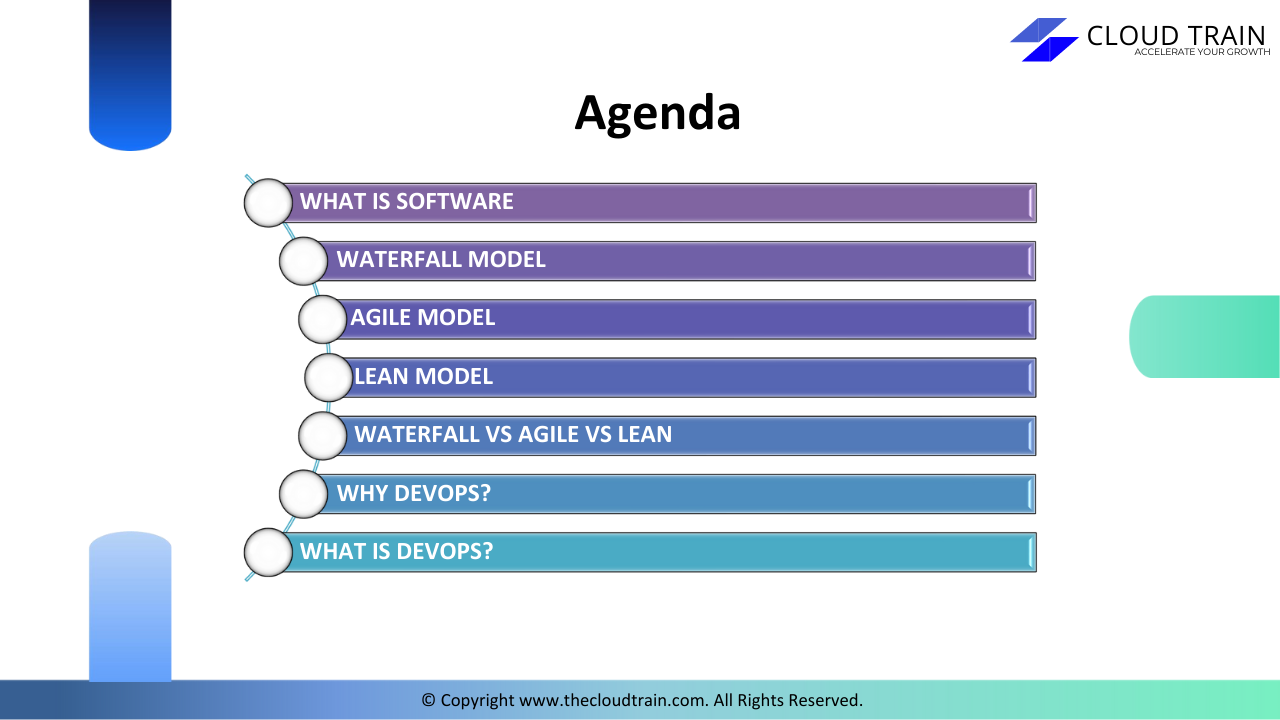 CLOUD TRAIN
ACCELERATE YOUR GROWTH
Agenda
WHAT IS SOFTWARE
WATERFALL MODEL
AGILE MODEL
LEAN MODEL
WATERFALL VS AGILE VS LEAN
WHY DEVOPS?
WHAT IS DEVOPS?
© Copyright www.thecloudtrain.com. All Rights Reserved.